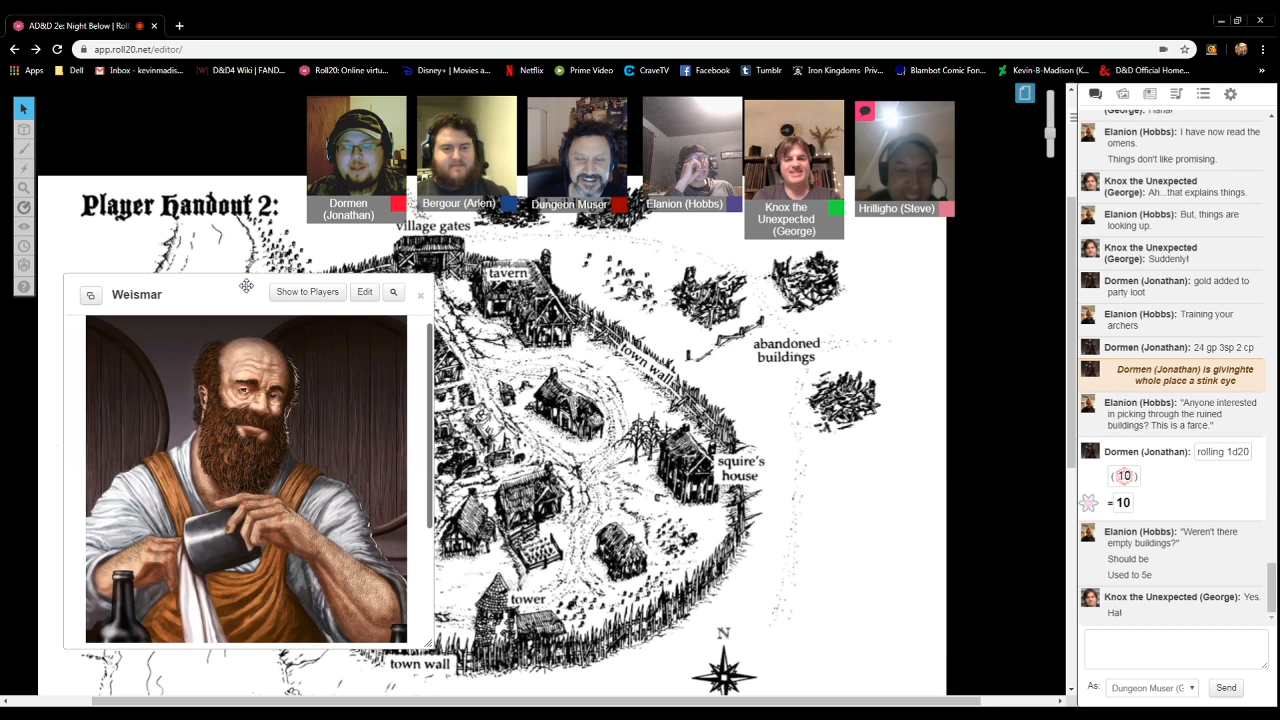 AD&D 2e: Night Below | Roll
app.roll20.net/editor/
Apps
Dell
Inbox - kevinmadis...
D&D4 Wiki | FAND...
Roll20: Online virtu...
Disney+ | Movies a...
Netflix
Prime Video
CraveTV
Facebook
Tumblr
Iron Kingdoms Priv...
Blambot Comic Fon...
Kevin-B-Madison (K...
D&D Official Home...
»
Player Handout 2:
Dormen
(Jonathan)
Bergour (Arlen)
Dungeon Muser
Elanion (Hobbs)
Knox the
Unexpected
(George)
Hrilligho (Steve)
village gates
tavern
town wall
abandoned
buildings
squire's
house
tower
town wall
N
Weismar
Show to Players
Edit
(George): Haha!
Elanion (Hobbs): I have now read the
omens.
Things don't like promising.
Knox the Unexpected
(George): Ah...that explains things.
Elanion (Hobbs): But, things are
looking up.
Knox the Unexpected
(George): Suddenly!
Dormen (Jonathan): gold added to
party loot
Elanion (Hobbs): Training your
archers
Dormen (Jonathan): 24 gp 3sp 2 cp
Dormen (Jonathan) is givinghte
whole place a stink eye
Elanion (Hobbs): "Anyone interested
in picking through the ruined
buildings? This is a farce."
Dormen (Jonathan): rolling 1d20
(10)
= 10
Elanion (Hobbs): "Weren't there
empty buildings?"
Should be
Used to 5e
Knox the Unexpected (George): Yes.
Ha!
As: Dungeon Muser (G
Send